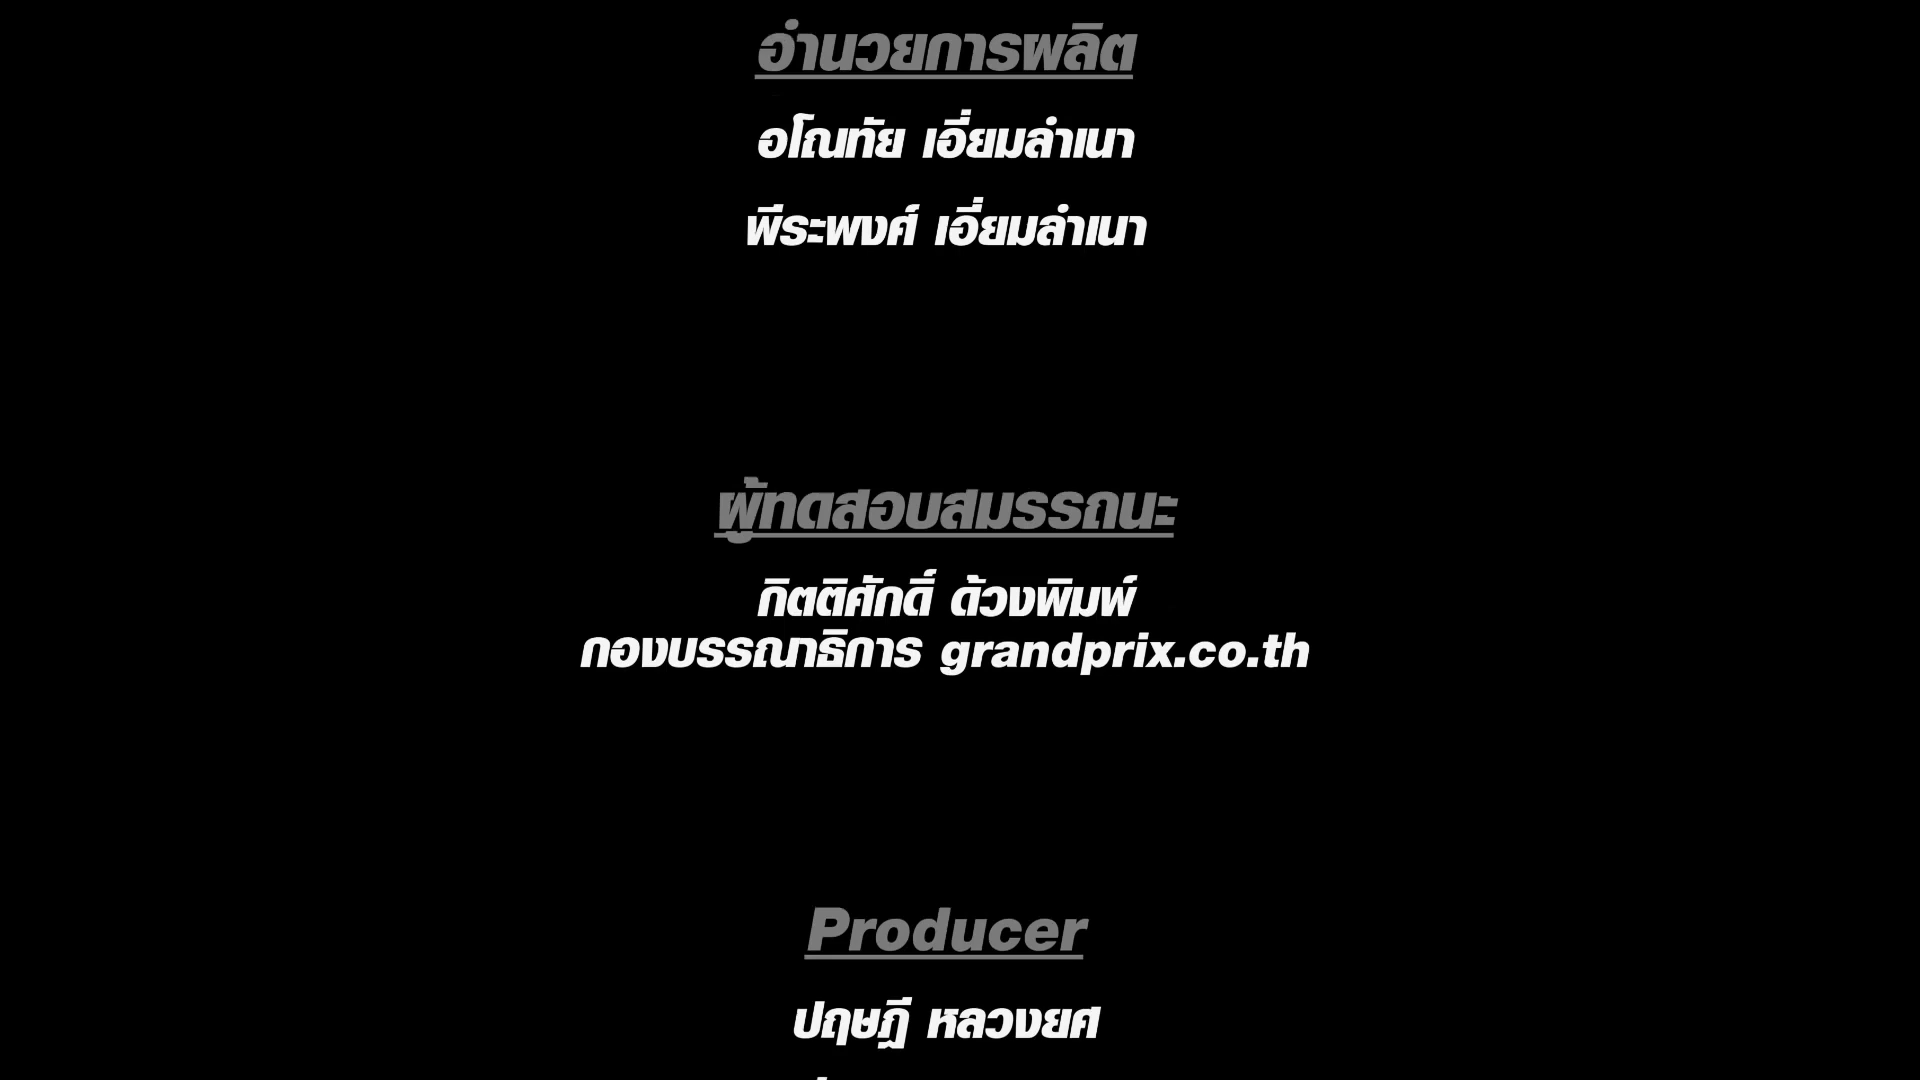 อำนวยการผลิต
อโณทัย เอี่ยมลำเนา
พีระพงศ์ เอี่ยมลำเนา
ผู้ทดสอบสมรรถนะ
กิตติศักดิ์ ด้วงพิมพ์
กองบรรณาธิการ grandprix.co.th
Producer
ปฤษฎี หลวงยศ